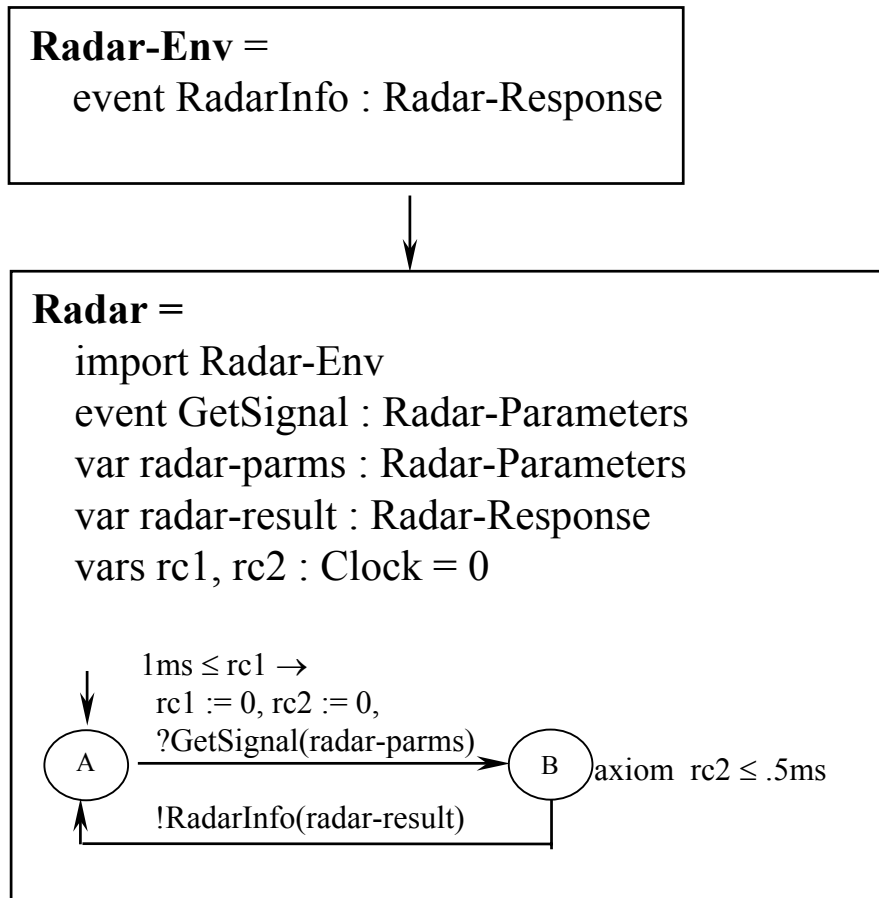 Radar-Env =
event RadarInfo : Radar-Response
Radar =
import Radar-Env
event GetSignal : Radar-Parameters
var radar-parms : Radar-Parameters
var radar-result : Radar-Response
vars rc1, rc2 : Clock = 0
1ms ≤ rc1 →
rc1 := 0, rc2 := 0,
?GetSignal(radar-parms)
A
B
axiom rc2 ≤ .5ms
!RadarInfo(radar-result)